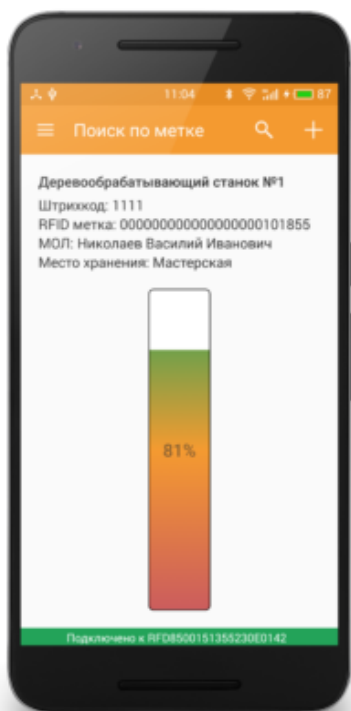 11:04 87
Поиск по метке
Деревообрабатывающий станок №1
Штрихкод: 1111
RFID метка: 000000000000000000101855
МОЛ: Николаев Василий Иванович
Место хранения: Мастерская
81%
Подключено к RFD8500151355230E0142